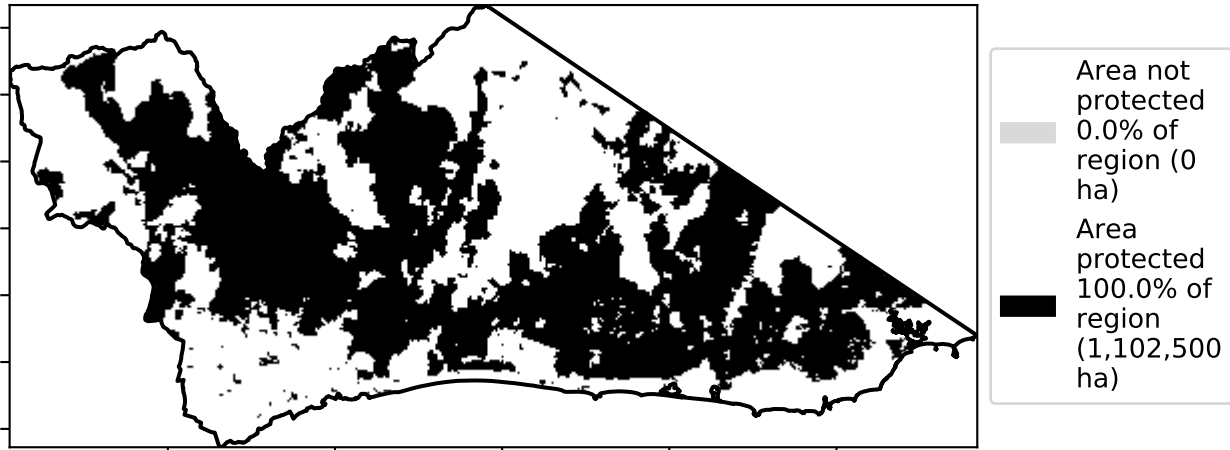 Area not
protected
0.0% of
region (0
ha)
Area
protected
100.0% of
region
(1,102,500
ha)